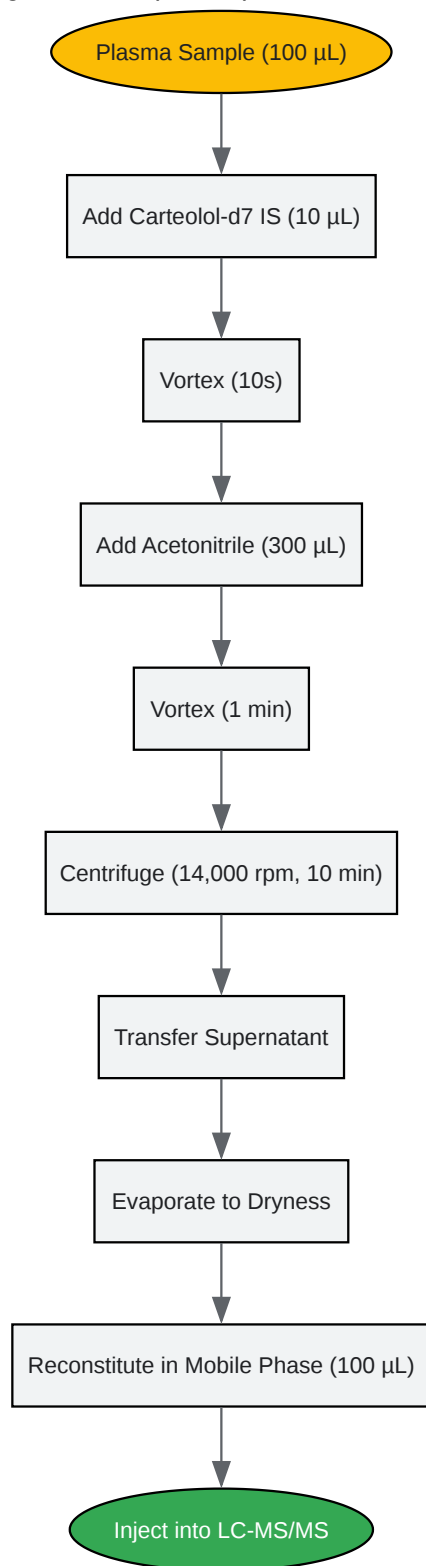 Plasma Sample (100 µL)
Add Carteolol-d7 IS (10 µL)
Vortex (10s)
Add Acetonitrile (300 µL)
Vortex (1 min)
Centrifuge (14,000 rpm, 10 min)
Transfer Supernatant
Evaporate to Dryness
Reconstitute in Mobile Phase (100 µL)
Inject into LC-MS/MS